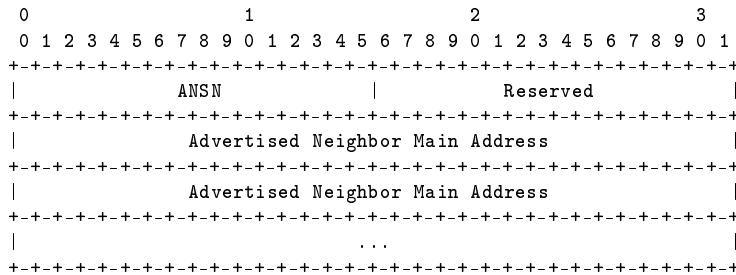 0                   1                   2                   3
 0 1 2 3 4 5 6 7 8 9 0 1 2 3 4 5 6 7 8 9 0 1 2 3 4 5 6 7 8 9 0 1
+-+-+-+-+-+-+-+-+-+-+-+-+-+-+-+-+-+-+-+-+-+-+-+-+-+-+-+-+-+-+-+-+
|              ANSN             |           Reserved            |
+-+-+-+-+-+-+-+-+-+-+-+-+-+-+-+-+-+-+-+-+-+-+-+-+-+-+-+-+-+-+-+-+
|               Advertised Neighbor Main Address                |
+-+-+-+-+-+-+-+-+-+-+-+-+-+-+-+-+-+-+-+-+-+-+-+-+-+-+-+-+-+-+-+-+
|               Advertised Neighbor Main Address                |
+-+-+-+-+-+-+-+-+-+-+-+-+-+-+-+-+-+-+-+-+-+-+-+-+-+-+-+-+-+-+-+-+
|                              ...                              |
+-+-+-+-+-+-+-+-+-+-+-+-+-+-+-+-+-+-+-+-+-+-+-+-+-+-+-+-+-+-+-+-+